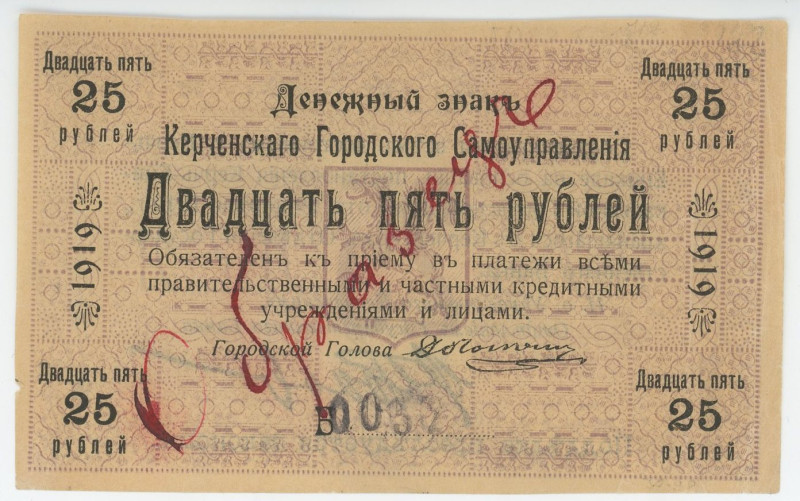 Двадцать пять
25
рублей
Двадцать пять
25
рублей
Денежный знакъ
Керченскаго Городского Самоуправленія
Двадцать пять рублей
1919
1919
Обязателенъ къ пріему въ платежи всѣми
правительственными и частными кредитными
учрежденіями и лицами.
Городской Голова
Образецъ
Двадцать пять
25
рублей
Б 0032
Двадцать пять
25
рублей